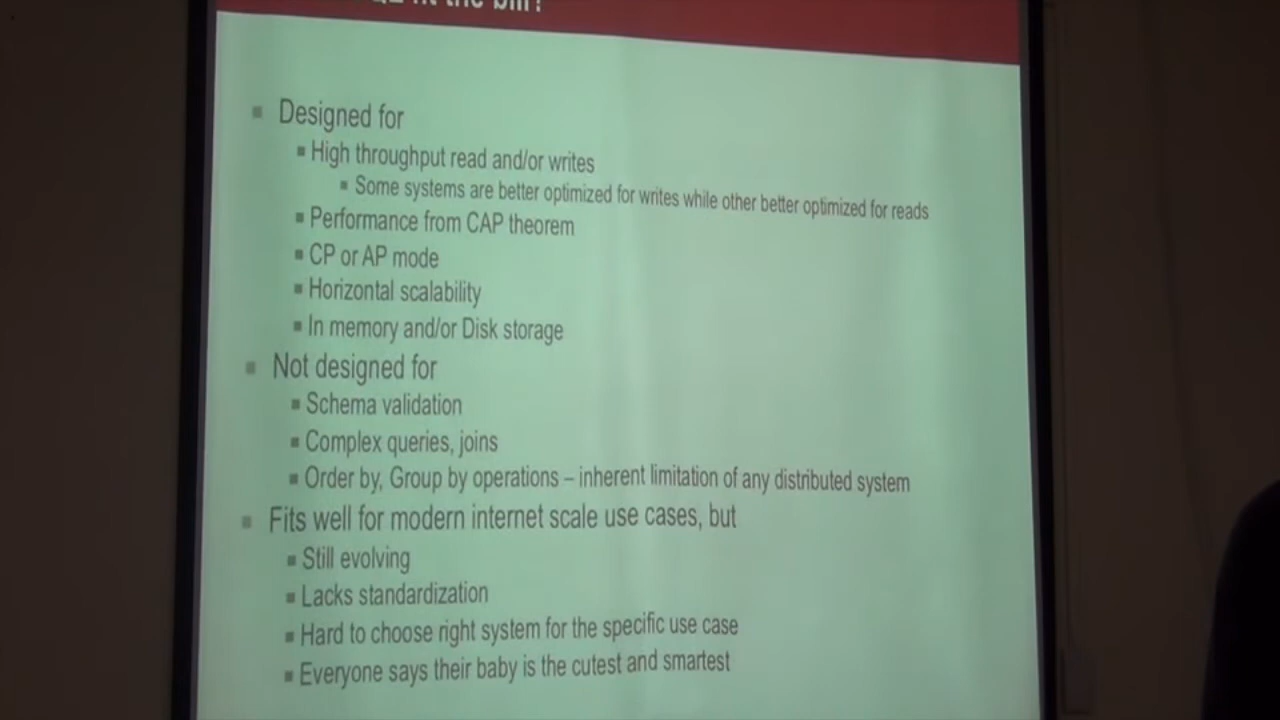 fit the bill?
Designed for
High throughput read and/or writes
Some systems are better optimized for writes while other better optimized for reads
Performance from CAP theorem
CP or AP mode
Horizontal scalability
In memory and/or Disk storage
Not designed for
Schema validation
Complex queries, joins
Order by, Group by operations – inherent limitation of any distributed system
Fits well for modern internet scale use cases, but
Still evolving
Lacks standardization
Hard to choose right system for the specific use case
Everyone says their baby is the cutest and smartest